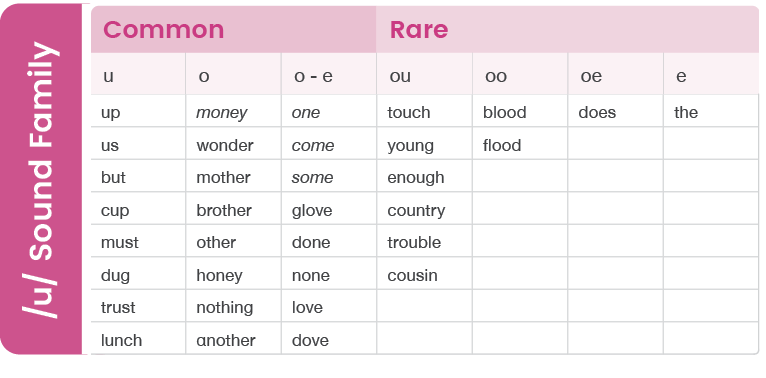 /u/ Sound Family
Common Rare
u o o - e ou oo oe e
up money one touch blood does the
us wonder come young flood
but mother some enough
cup brother glove country
must other done trouble
dug honey none cousin
trust nothing love
lunch another dove